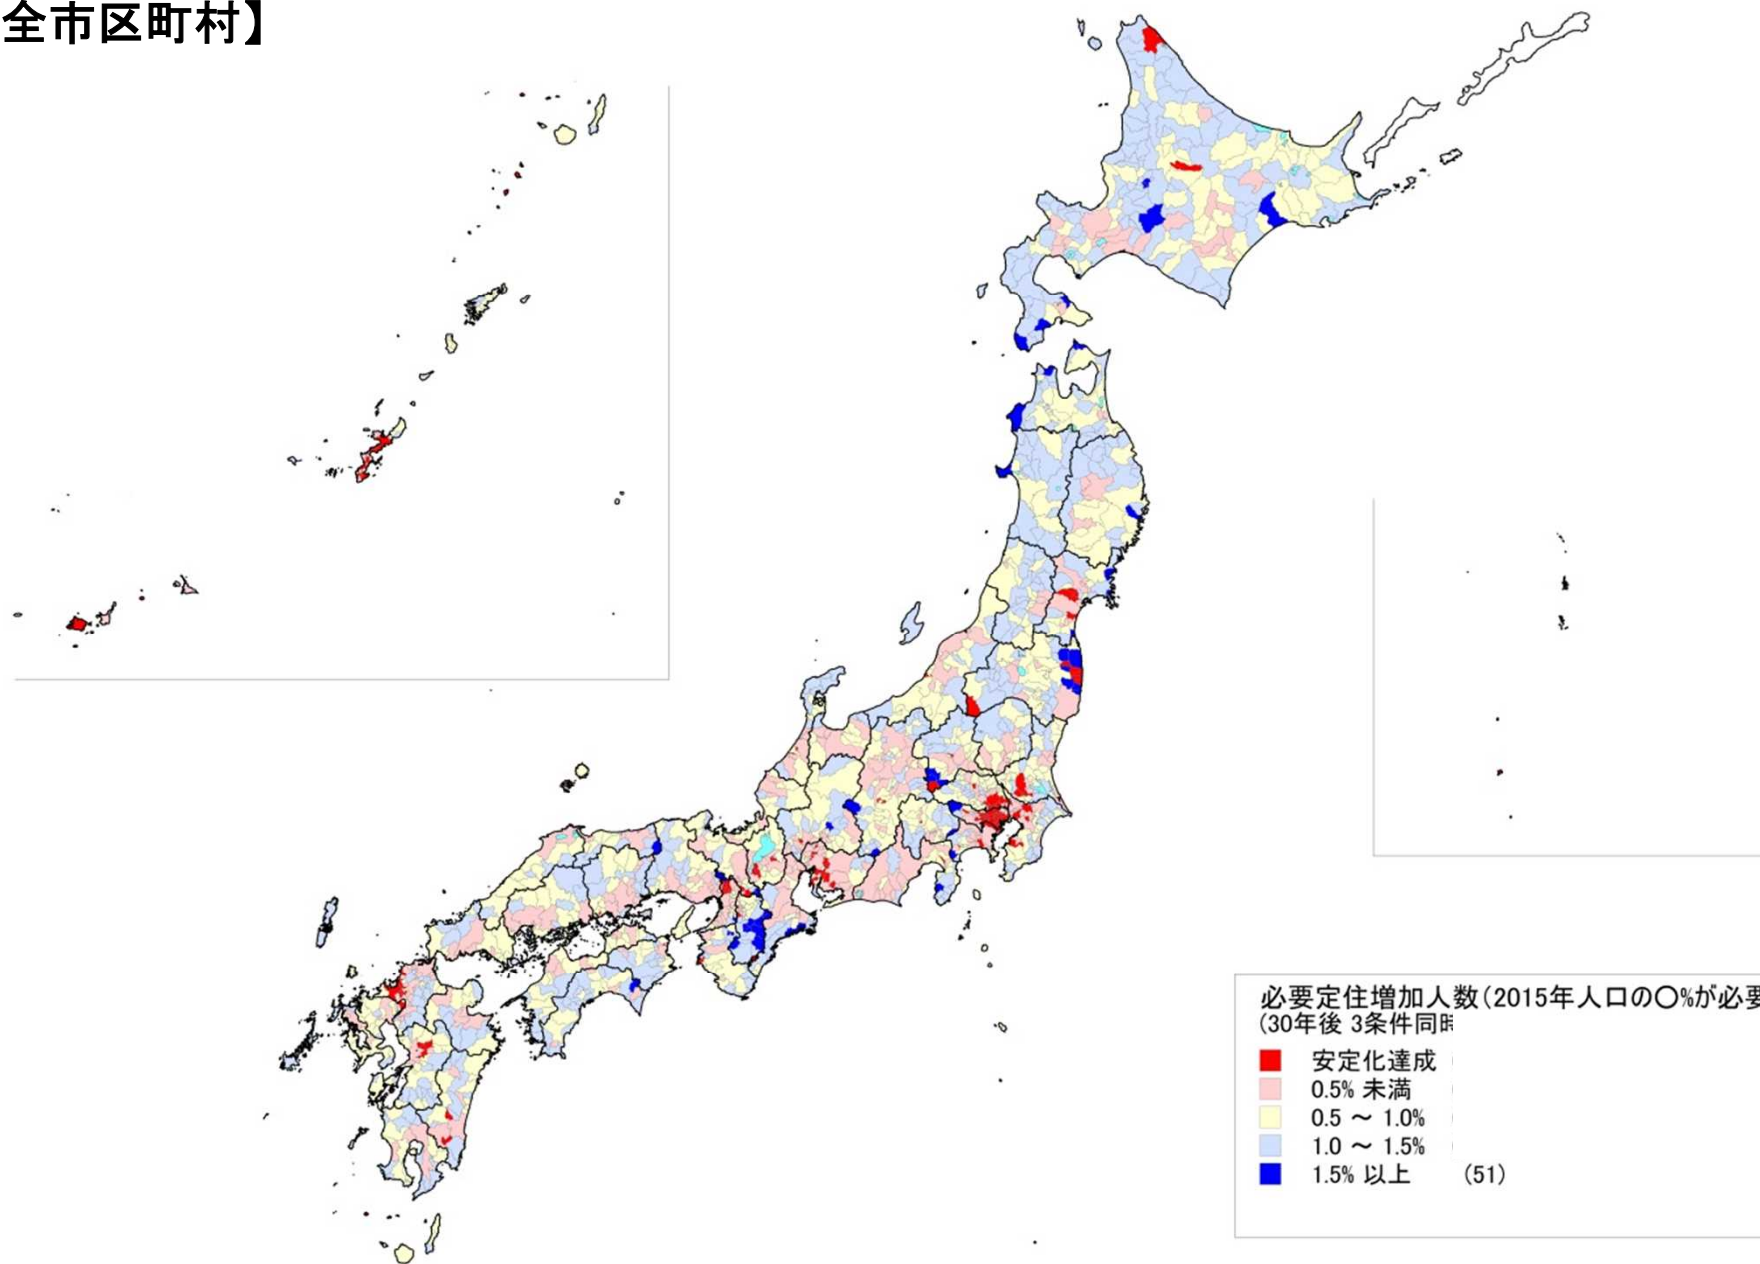 全市区町村】
必要定住増加人数(2015年人口の〇%が必要
(30年後 3条件同時
安定化達成
0.5% 未満
0.5 ～ 1.0%
1.0 ～ 1.5%
1.5% 以上 (51)